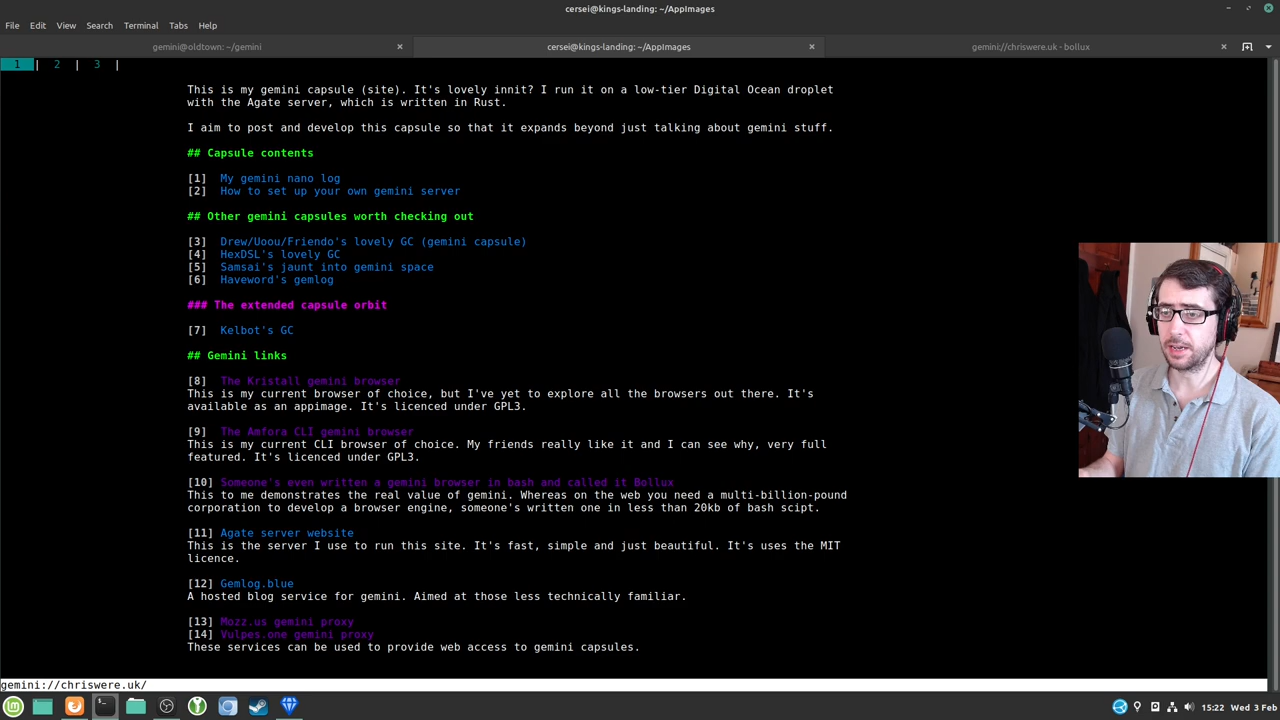 cersei@kings-landing: ~/AppImages
File Edit View Search Terminal Tabs Help
gemini@oldtown: ~/gemini
cersei@kings-landing: ~/AppImages
gemini://chriswere.uk - bollux
1 | 2 | 3 |
This is my gemini capsule (site). It's lovely innit? I run it on a low-tier Digital Ocean droplet
with the Agate server, which is written in Rust.
I aim to post and develop this capsule so that it expands beyond just talking about gemini stuff.
## Capsule contents
[1] My gemini nano log
[2] How to set up your own gemini server
## Other gemini capsules worth checking out
[3] Drew/Uoou/Friendo's lovely GC (gemini capsule)
[4] HexDSL's lovely GC
[5] Samsai's jaunt into gemini space
[6] Haveword's gemlog
### The extended capsule orbit
[7] Kelbot's GC
## Gemini links
[8] The Kristall gemini browser
This is my current browser of choice, but I've yet to explore all the browsers out there. It's
available as an appimage. It's licenced under GPL3.
[9] The Amfora CLI gemini browser
This is my current CLI browser of choice. My friends really like it and I can see why, very full
featured. It's licenced under GPL3.
[10] Someone's even written a gemini browser in bash and called it Bollux
This to me demonstrates the real value of gemini. Whereas on the web you need a multi-billion-pound
corporation to develop a browser engine, someone's written one in less than 20kb of bash scipt.
[11] Agate server website
This is the server I use to run this site. It's fast, simple and just beautiful. It's uses the MIT
licence.
[12] Gemlog.blue
A hosted blog service for gemini. Aimed at those less technically familiar.
[13] Mozz.us gemini proxy
[14] Vulpes.one gemini proxy
These services can be used to provide web access to gemini capsules.
gemini://chriswere.uk/
15:22 Wed 3 Feb